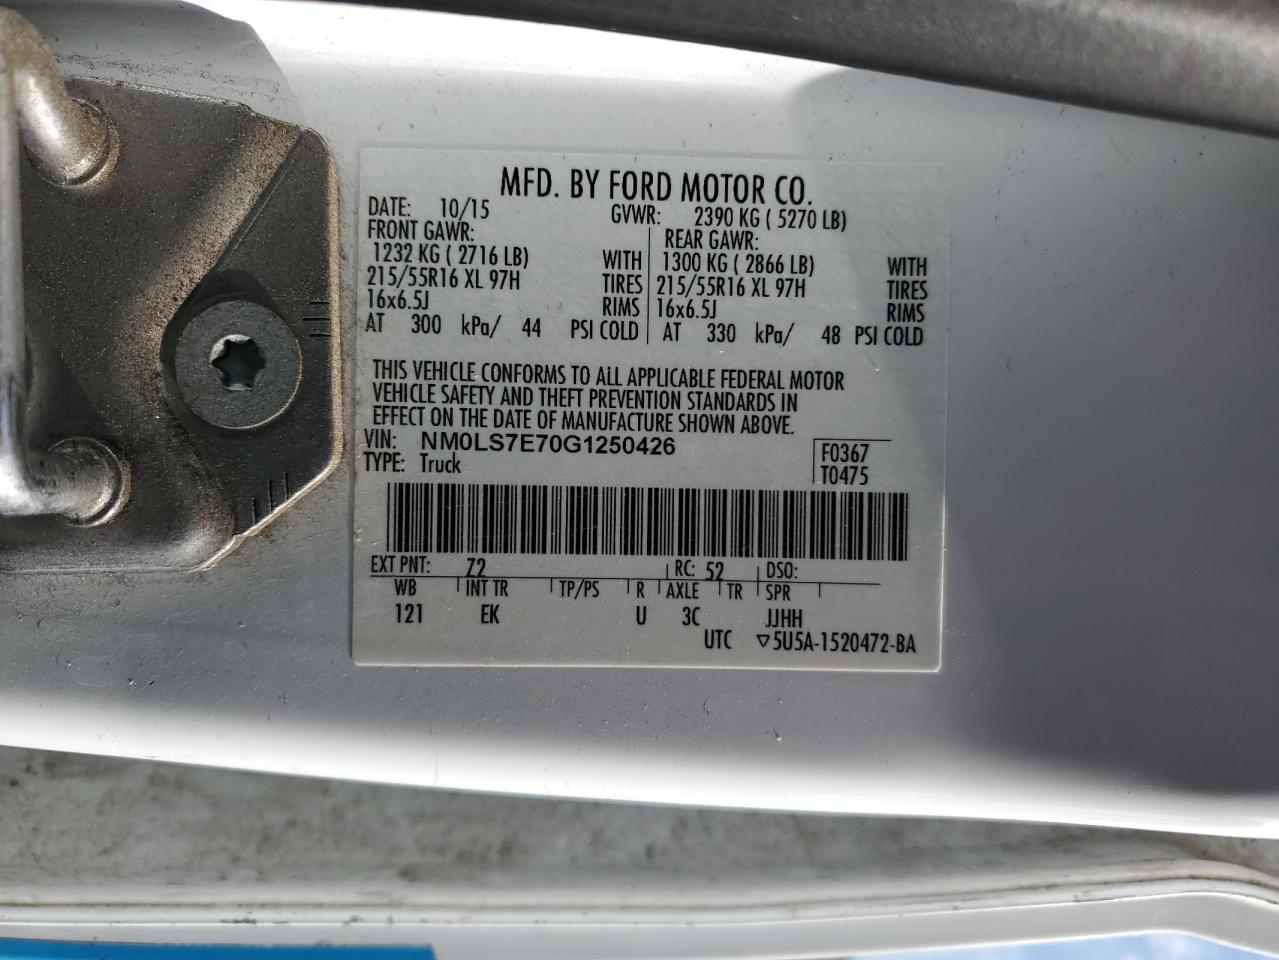 MFD. BY FORD MOTOR CO.
DATE: 10/15 GVWR: 2390 KG ( 5270 LB)
FRONT GAWR: REAR GAWR:
1232 KG ( 2716 LB) WITH 1300 KG ( 2866 LB) WITH
215/55R16 XL 97H TIRES 215/55R16 XL 97H TIRES
16x6.5J RIMS 16x6.5J RIMS
AT 300 kPa/ 44 PSI COLD AT 330 kPa/ 48 PSI COLD
THIS VEHICLE CONFORMS TO ALL APPLICABLE FEDERAL MOTOR
VEHICLE SAFETY AND THEFT PREVENTION STANDARDS IN
EFFECT ON THE DATE OF MANUFACTURE SHOWN ABOVE.
VIN: NM0LS7E70G1250426 F0367
TYPE: Truck T0475
EXT PNT: Z2 RC: 52 DSO:
WB INT TR TP/PS R AXLE TR SPR
121 EK U 3C JJHH
UTC ▽5U5A-1520472-BA